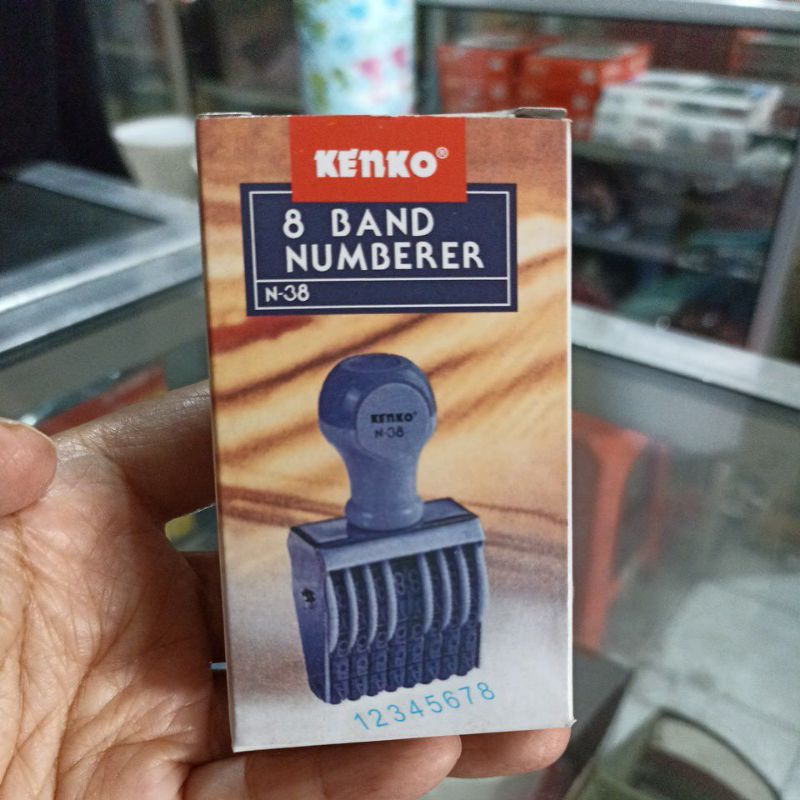 KENKO®
8 BAND
NUMBERER
N-38
KENKO®
N-38
12345678